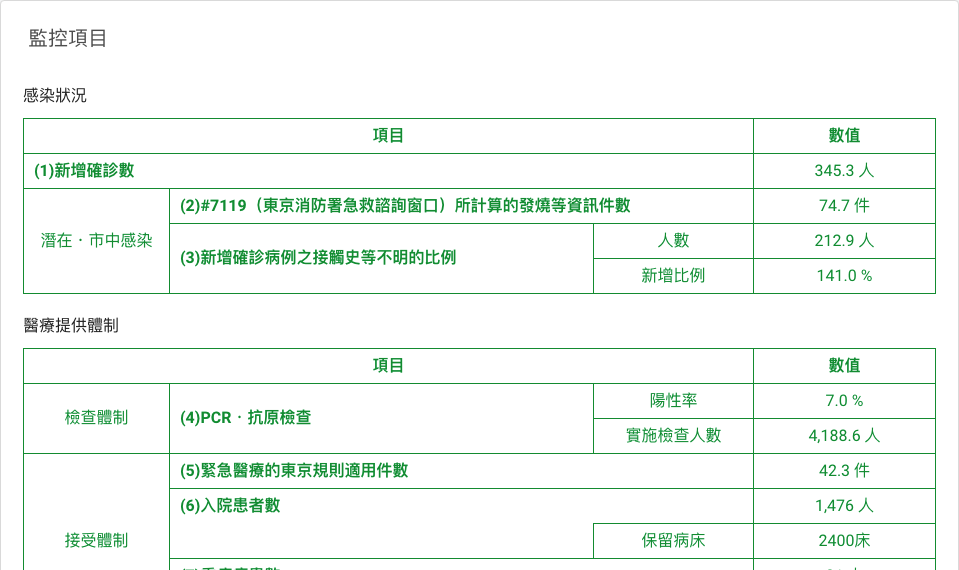 監控項目
感染狀況
項目 數值
(1)新增確診數 345.3 人
潛在・市中感染
(2)#7119（東京消防署急救諮詢窗口）所計算的發燒等資訊件數 74.7 件
(3)新增確診病例之接觸史等不明的比例
人數 212.9 人
新增比例 141.0 %
醫療提供體制
項目 數值
檢查體制
(4)PCR・抗原檢查
陽性率 7.0 %
實施檢查人數 4,188.6 人
接受體制
(5)緊急醫療的東京規則適用件數 42.3 件
(6)入院患者數 1,476 人
保留病床 2400床